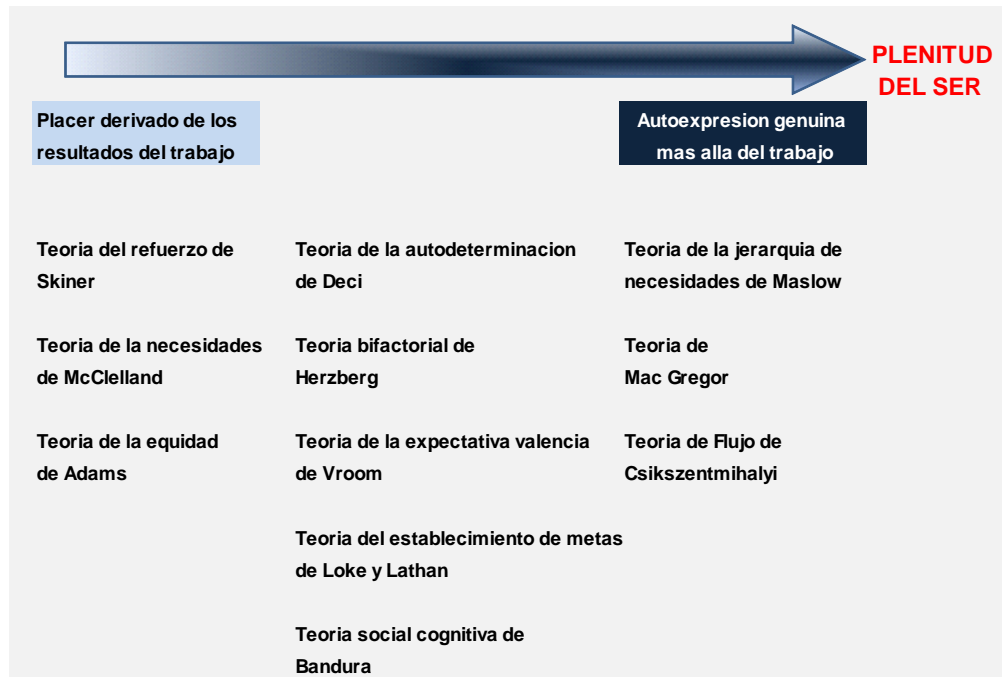 PLENITUD
DEL SER
Placer derivado de los
resultados del trabajo
Autoexpresion genuina
mas alla del trabajo
Teoria del refuerzo de
Skiner
Teoria de la autodeterminacion
de Deci
Teoria de la jerarquia de
necesidades de Maslow
Teoria de la necesidades
de McClelland
Teoria bifactorial de
Herzberg
Teoria de
Mac Gregor
Teoria de la equidad
de Adams
Teoria de la expectativa valencia
de Vroom
Teoria de Flujo de
Csikszentmihalyi
Teoria del establecimiento de metas
de Loke y Lathan
Teoria social cognitiva de
Bandura